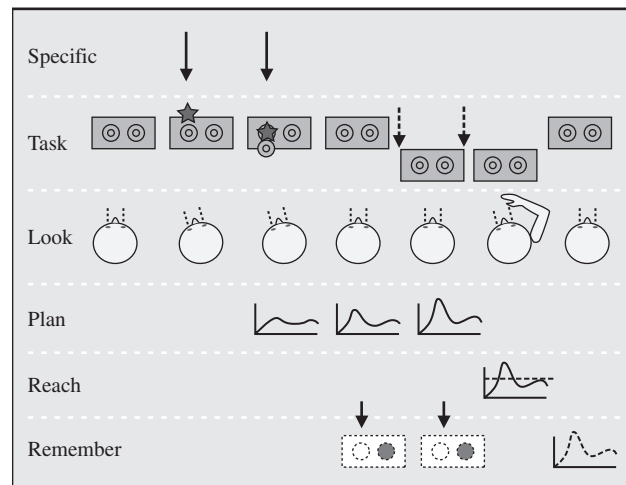 Specific
Task
Look
Plan
Reach
Remember